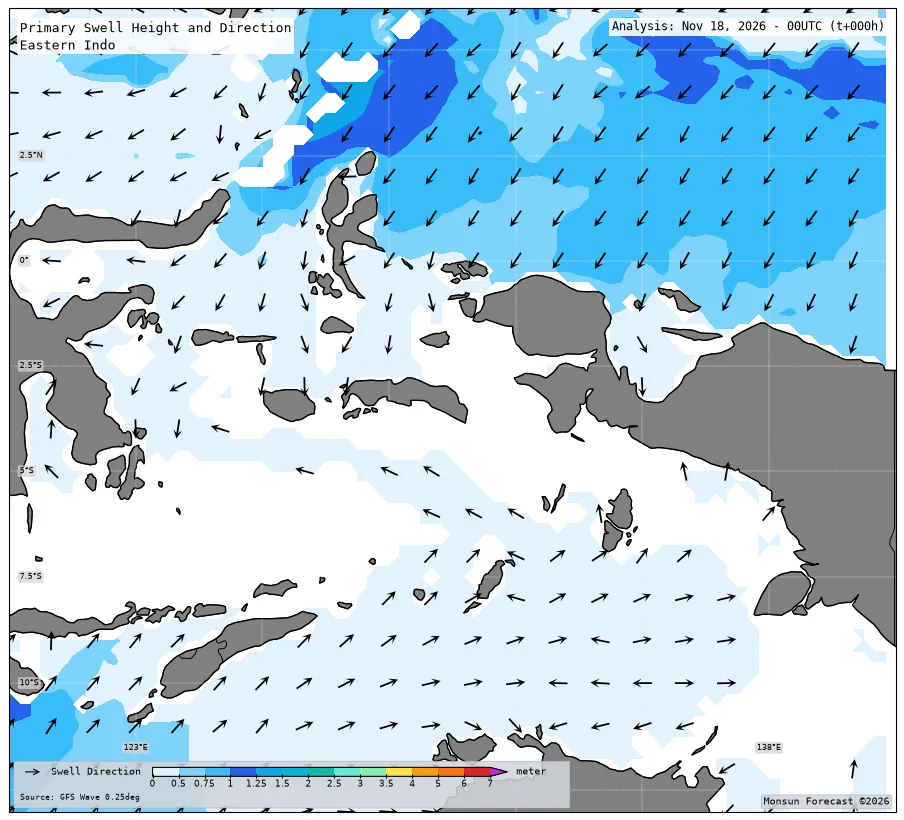 Primary Swell Height and Direction
Eastern Indo
Analysis: Nov 18, 2026 - 00UTC (t+000h)
2.5°N
0°
2.5°S
5°S
7.5°S
10°S
123°E
138°E
Swell Direction
0 0.5 0.75 1 1.25 1.5 2 2.5 3 3.5 4 5 6 7
meter
Source: GFS Wave 0.25deg
Monsun Forecast ©2026